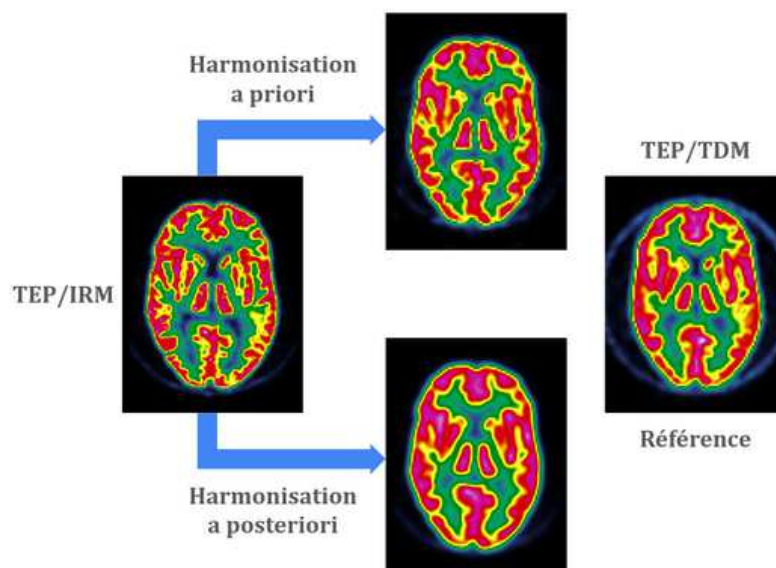 Harmonisation
a priori
TEP/TDM
TEP/IRM
Référence
Harmonisation
a posteriori